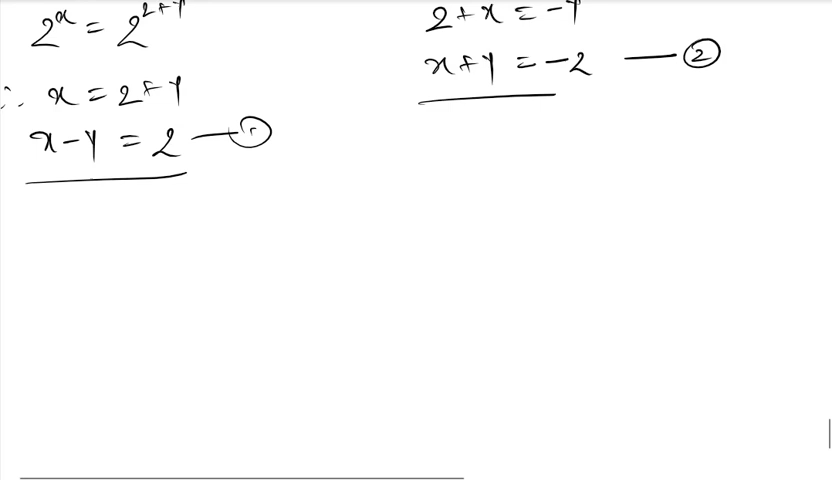 2^x = 2^{2+y}
∴ x = 2+y
x-y = 2 — ①
2+x = -y
x+y = -2 — ②